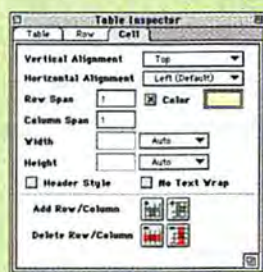 Table Inspector
Table Row Cell
Vertical Alignment Top
Horizontal Alignment Left (Default)
Row Span 1 Color
Column Span 1
Width Auto
Height Auto
Header Style No Text Wrap
Add Row/Column
Delete Row/Column